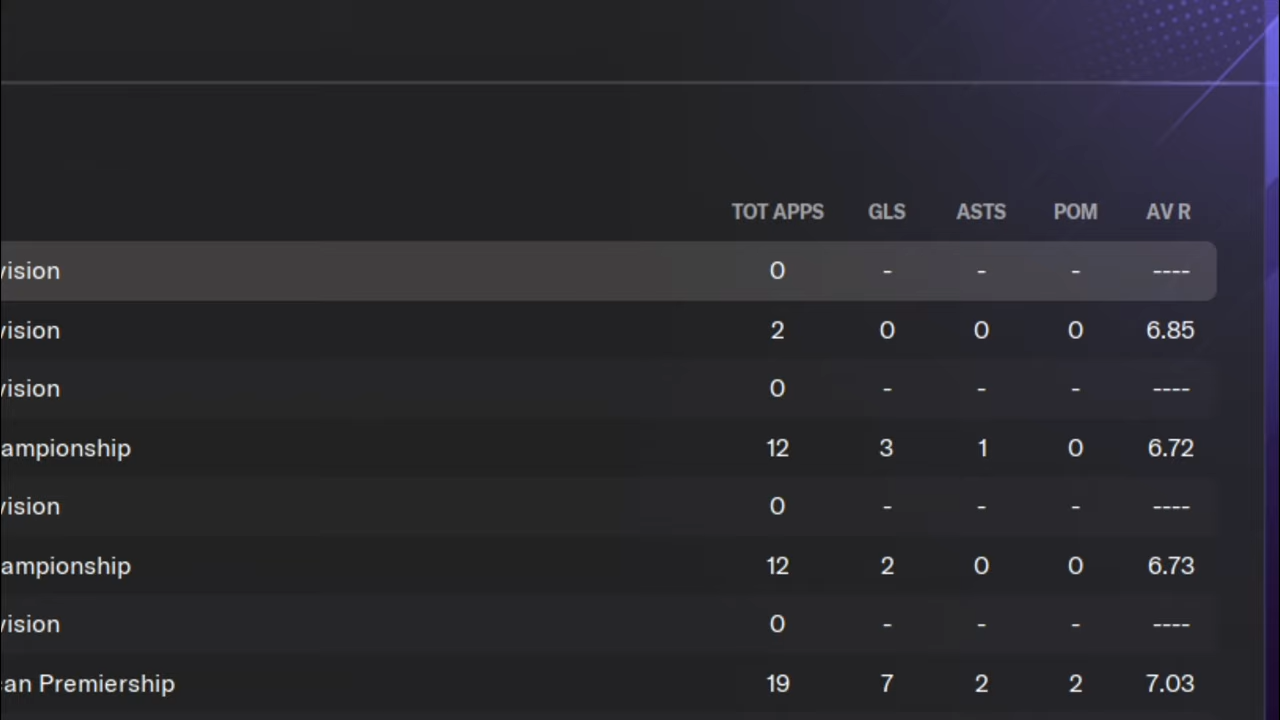 TOT APPS GLS ASTS POM AV R
vision 0 - - - ----
vision 2 0 0 0 6.85
vision 0 - - - ----
ampionship 12 3 1 0 6.72
vision 0 - - - ----
ampionship 12 2 0 0 6.73
vision 0 - - - ----
can Premiership 19 7 2 2 7.03